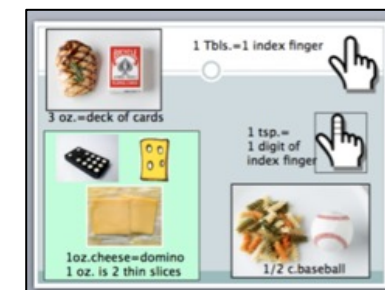 1 Tbls.=1 index finger
BICYCLE
3 oz.=deck of cards
1 tsp.=
1 digit of
index finger
1oz.cheese=domino
1 oz. is 2 thin slices
1/2 c.baseball